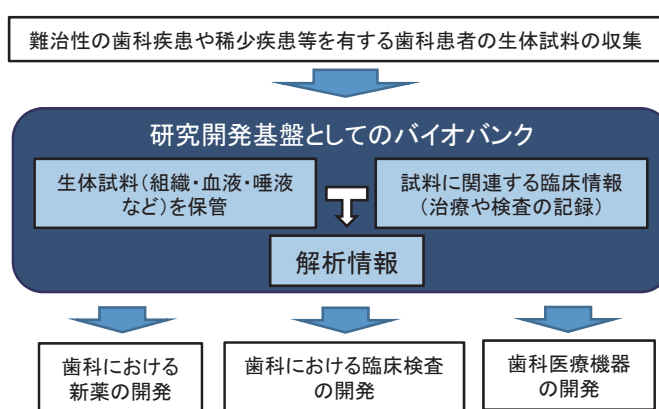 難治性の歯科疾患や稀少疾患等を有する歯科患者の生体試料の収集
研究開発基盤としてのバイオバンク
生体試料(組織・血液・唾液
など)を保管
試料に関連する臨床情報
(治療や検査の記録)
解析情報
歯科における
新薬の開発
歯科における臨床検査
の開発
歯科医療機器
の開発